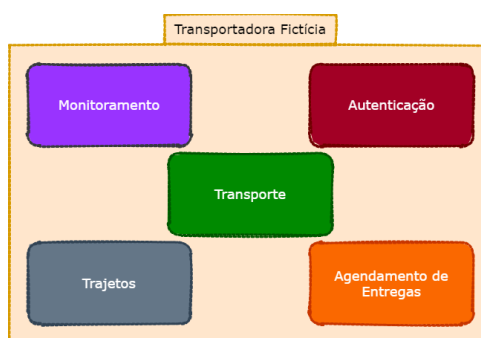 Transportadora Fictícia
Monitoramento
Autenticação
Transporte
Trajetos
Agendamento de
Entregas